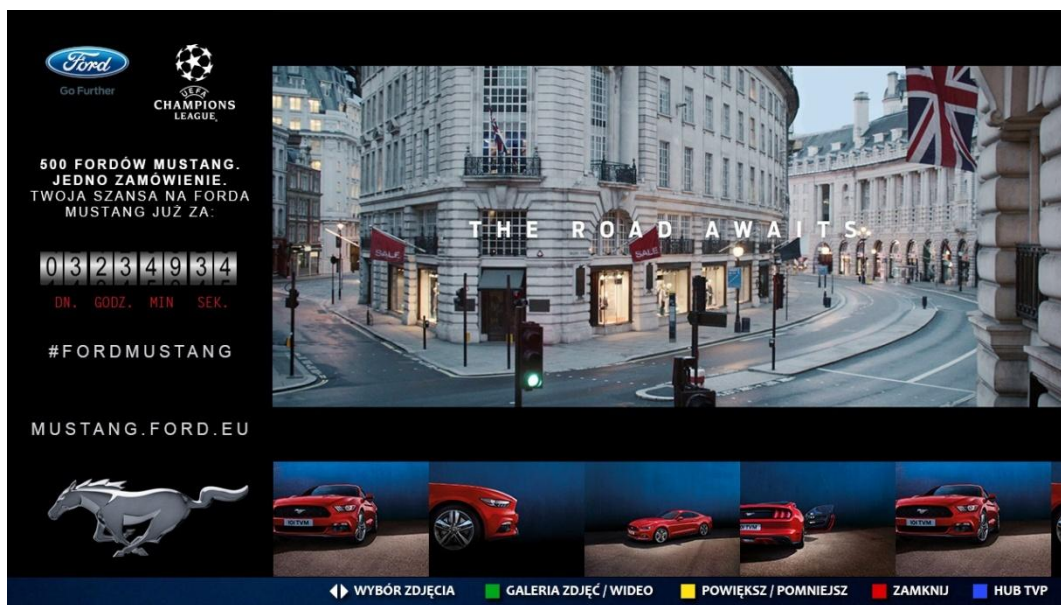 Ford
Go Further
UEFA
CHAMPIONS
LEAGUE
500 FORDÓW MUSTANG.
JEDNO ZAMÓWIENIE.
TWOJA SZANSA NA FORDA
MUSTANG JUŻ ZA:
03234934
DN. GODZ. MIN SEK.
#FORDMUSTANG
MUSTANG.FORD.EU
THE ROAD AWAITS
SALE
SALE
WYBÓR ZDJĘCIA
GALERIA ZDJĘĆ / WIDEO
POWIĘKSZ / POMNIEJSZ
ZAMKNIJ
HUB TVP